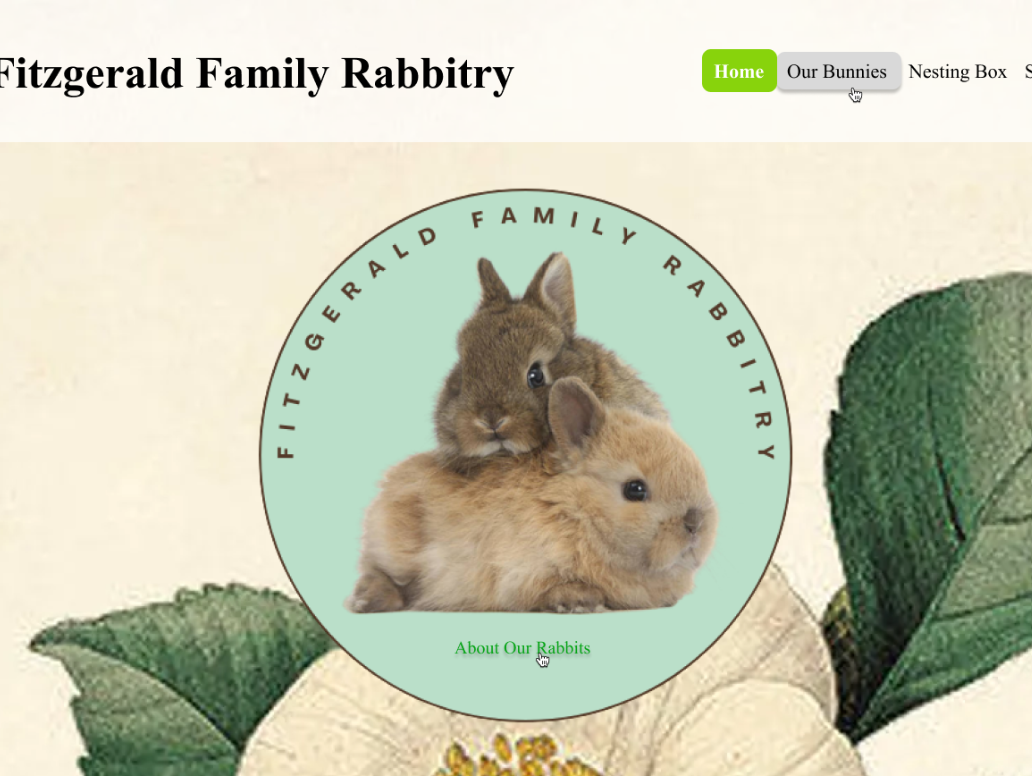 Fitzgerald Family Rabbitry
Home Our Bunnies Nesting Box
FITZGERALD FAMILY RABBITRY
About Our Rabbits